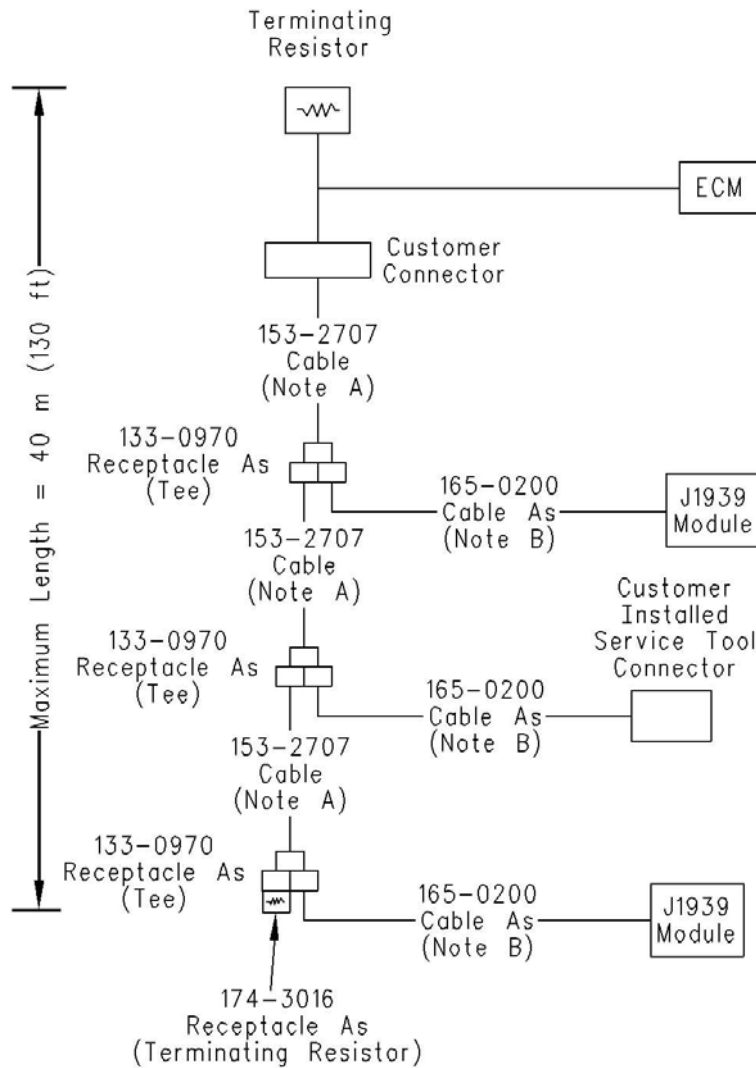 Terminating
Resistor
ECM
Customer
Connector
153-2707
Cable
(Note A)
133-0970
Receptacle As
(Tee)
165-0200
Cable As
(Note B)
J1939
Module
153-2707
Cable
(Note A)
Customer
Installed
Service Tool
Connector
133-0970
Receptacle As
(Tee)
165-0200
Cable As
(Note B)
153-2707
Cable
(Note A)
133-0970
Receptacle As
(Tee)
165-0200
Cable As
(Note B)
J1939
Module
174-3016
Receptacle As
(Terminating Resistor)
Maximum Length = 40 m (130 ft)